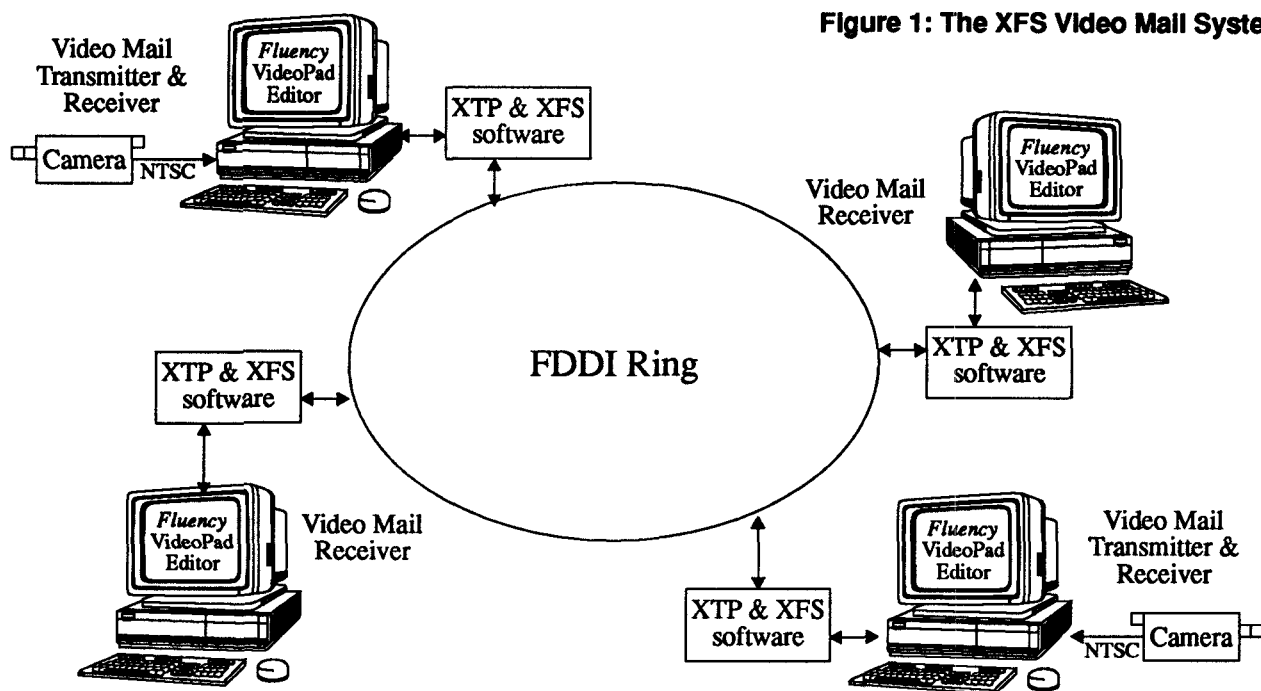 Figure 1: The XFS Video Mail Syste
Video Mail
Transmitter &
Receiver
Fluency
VideoPad
Editor
XTP & XFS
software
Camera
NTSC
Video Mail
Receiver
Fluency
VideoPad
Editor
XTP & XFS
software
FDDI Ring
XTP & XFS
software
Fluency
VideoPad
Editor
Video Mail
Receiver
Fluency
VideoPad
Editor
Video Mail
Transmitter &
Receiver
XTP & XFS
software
NTSC
Camera